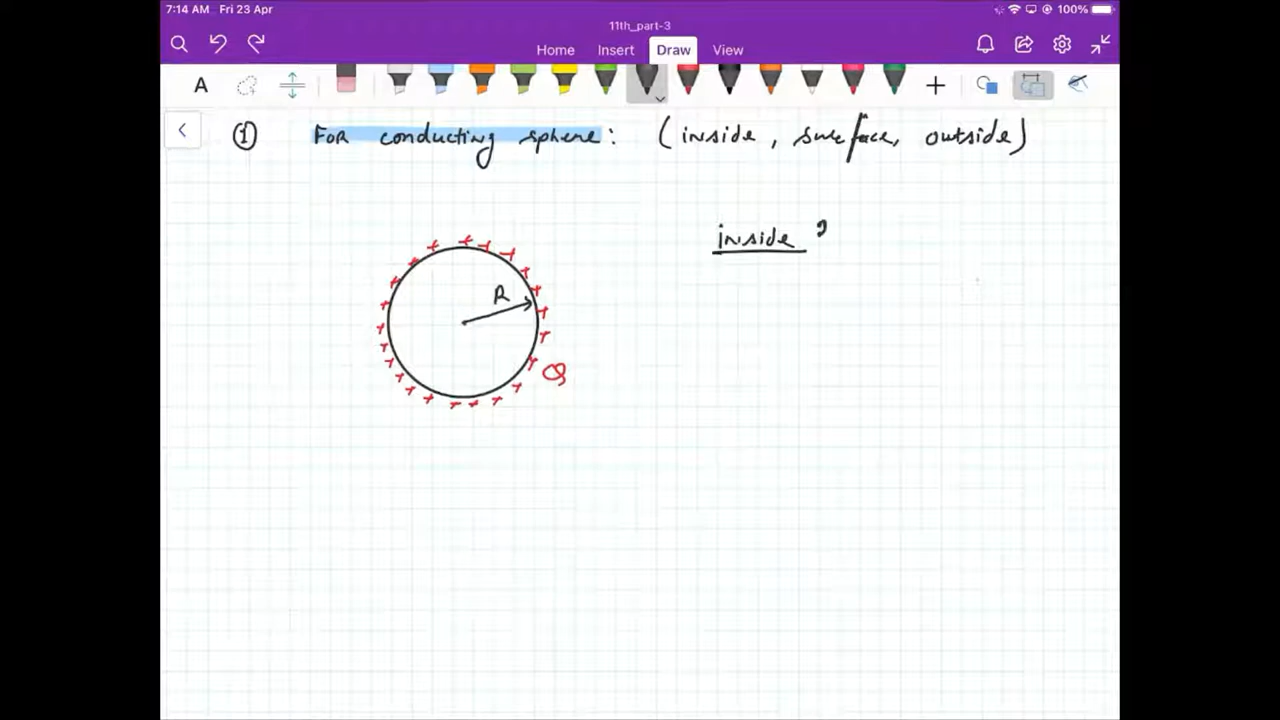 7:14 AM Fri 23 Apr 100%
11th_part-3
Home Insert Draw View
A
① For conducting sphere: (inside, surface, outside)
inside
R
Q